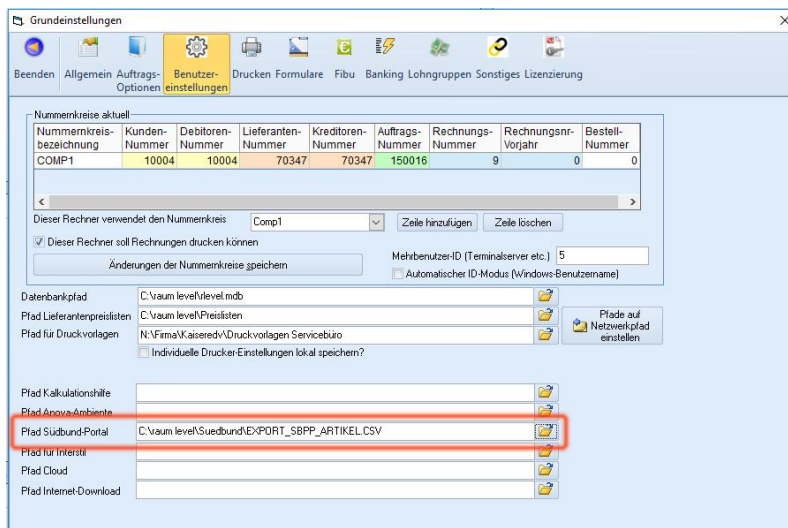 Grundeinstellungen
Beenden Allgemein Auftrags-Optionen Benutzer-einstellungen Drucken Formulare Fibu Banking Lohngruppen Sonstiges Lizenzierung
Nummernkreise aktuell
Nummernkreis-bezeichnung Kunden-Nummer Debitoren-Nummer Lieferanten-Nummer Kreditoren-Nummer Auftrags-Nummer Rechnungs-Nummer Rechnungsnr-Vorjahr Bestell-Nummer
COMP1 10004 10004 70347 70347 150016 9 0 0
Dieser Rechner verwendet den Nummernkreis Comp1 Zeile hinzufügen Zeile löschen
Dieser Rechner soll Rechnungen drucken können
Änderungen der Nummernkreise speichern
Mehrbenutzer-ID (Terminalserver etc.) 5
Automatischer ID-Modus (Windows-Benutzername)
Datenbankpfad C:\raum level\rlevel.mdb
Pfad Lieferantenpreislisten C:\raum level\Preislisten
Pfad für Druckvorlagen N:\Firma\Kaiseredv\Druckvorlagen Servicebüro
Pfade auf Netzwerkpfad einstellen
Individuelle Drucker-Einstellungen lokal speichern?
Pfad Kalkulationshilfe
Pfad Anova-Ambiente
Pfad Südbund-Portal C:\raum level\Suedbund\EXPORT_SBPP_ARTIKEL.CSV
Pfad für Interstil
Pfad Cloud
Pfad Internet-Download